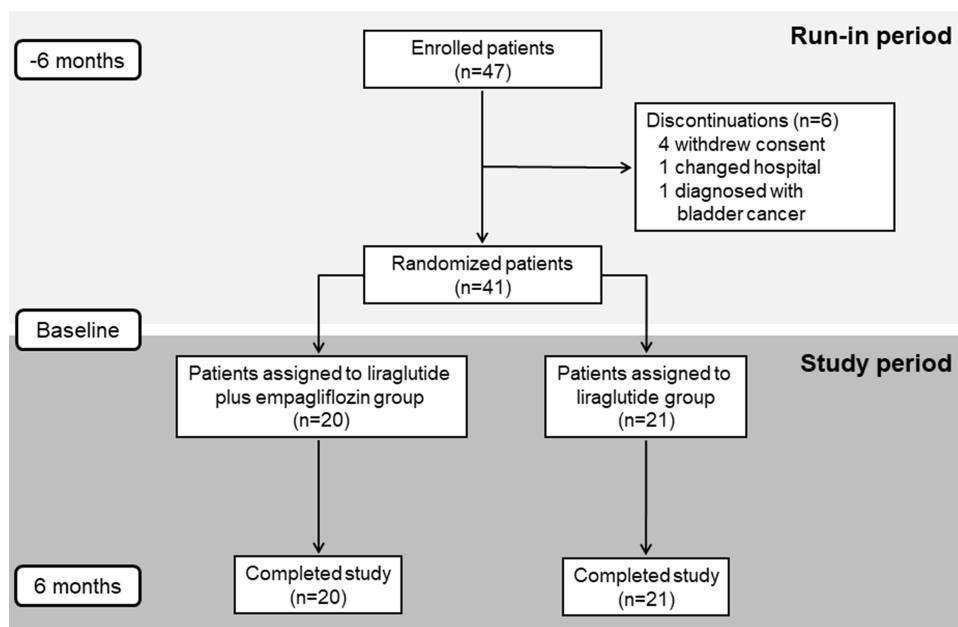 Run-in period
-6 months
Enrolled patients
(n=47)
Discontinuations (n=6)
4 withdrew consent
1 changed hospital
1 diagnosed with
bladder cancer
Randomized patients
(n=41)
Baseline
Study period
Patients assigned to liraglutide
plus empagliflozin group
(n=20)
Patients assigned to
liraglutide group
(n=21)
6 months
Completed study
(n=20)
Completed study
(n=21)